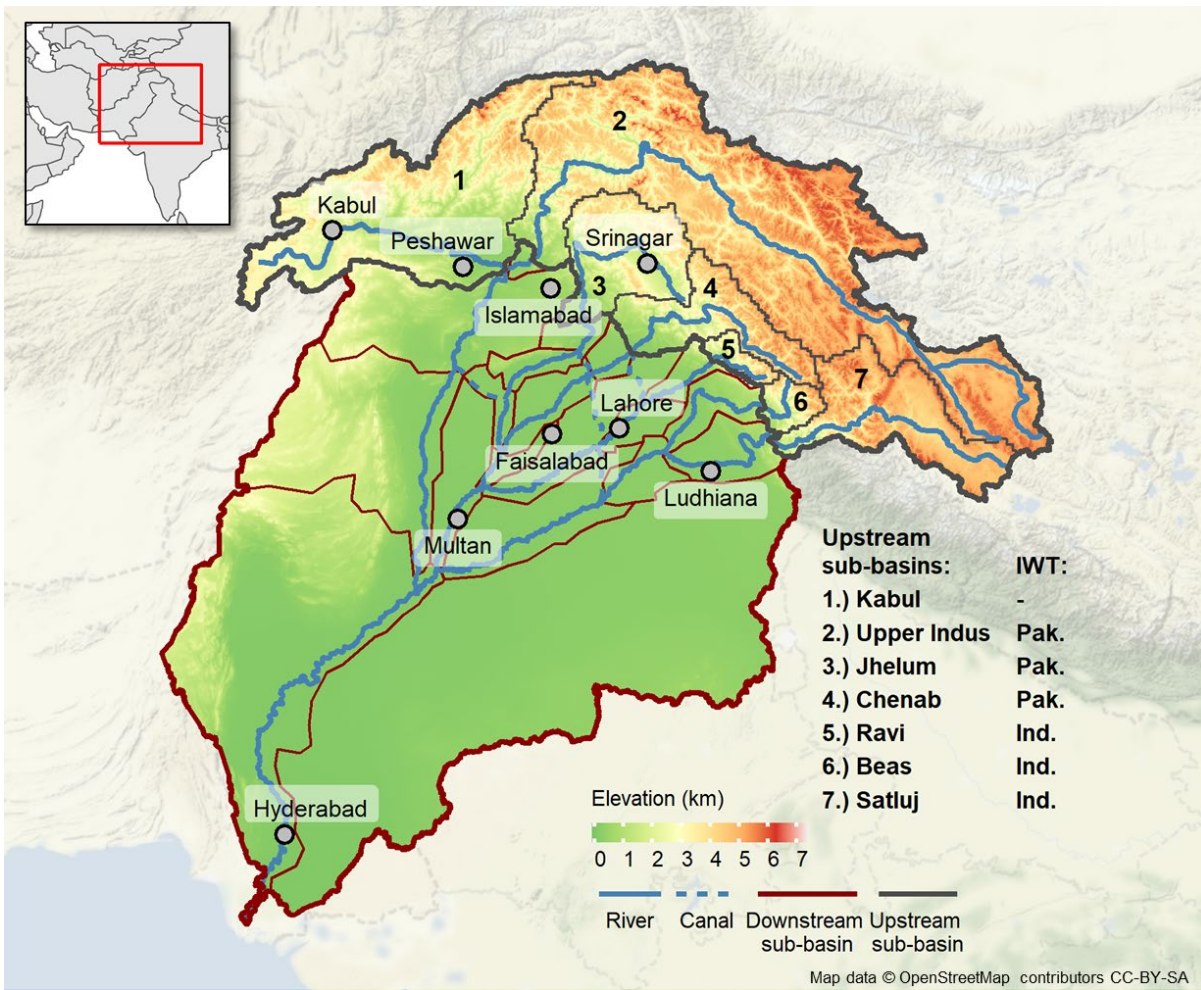 2
1
Kabul
Peshawar
Srinagar
3
4
Islamabad
5
7
6
Lahore
Faisalabad
Ludhiana
Multan
Hyderabad
Upstream
sub-basins: IWT:
1.) Kabul -
2.) Upper Indus Pak.
3.) Jhelum Pak.
4.) Chenab Pak.
5.) Ravi Ind.
6.) Beas Ind.
7.) Satluj Ind.
Elevation (km)
0 1 2 3 4 5 6 7
River Canal Downstream Upstream
sub-basin sub-basin
Map data © OpenStreetMap contributors CC-BY-SA